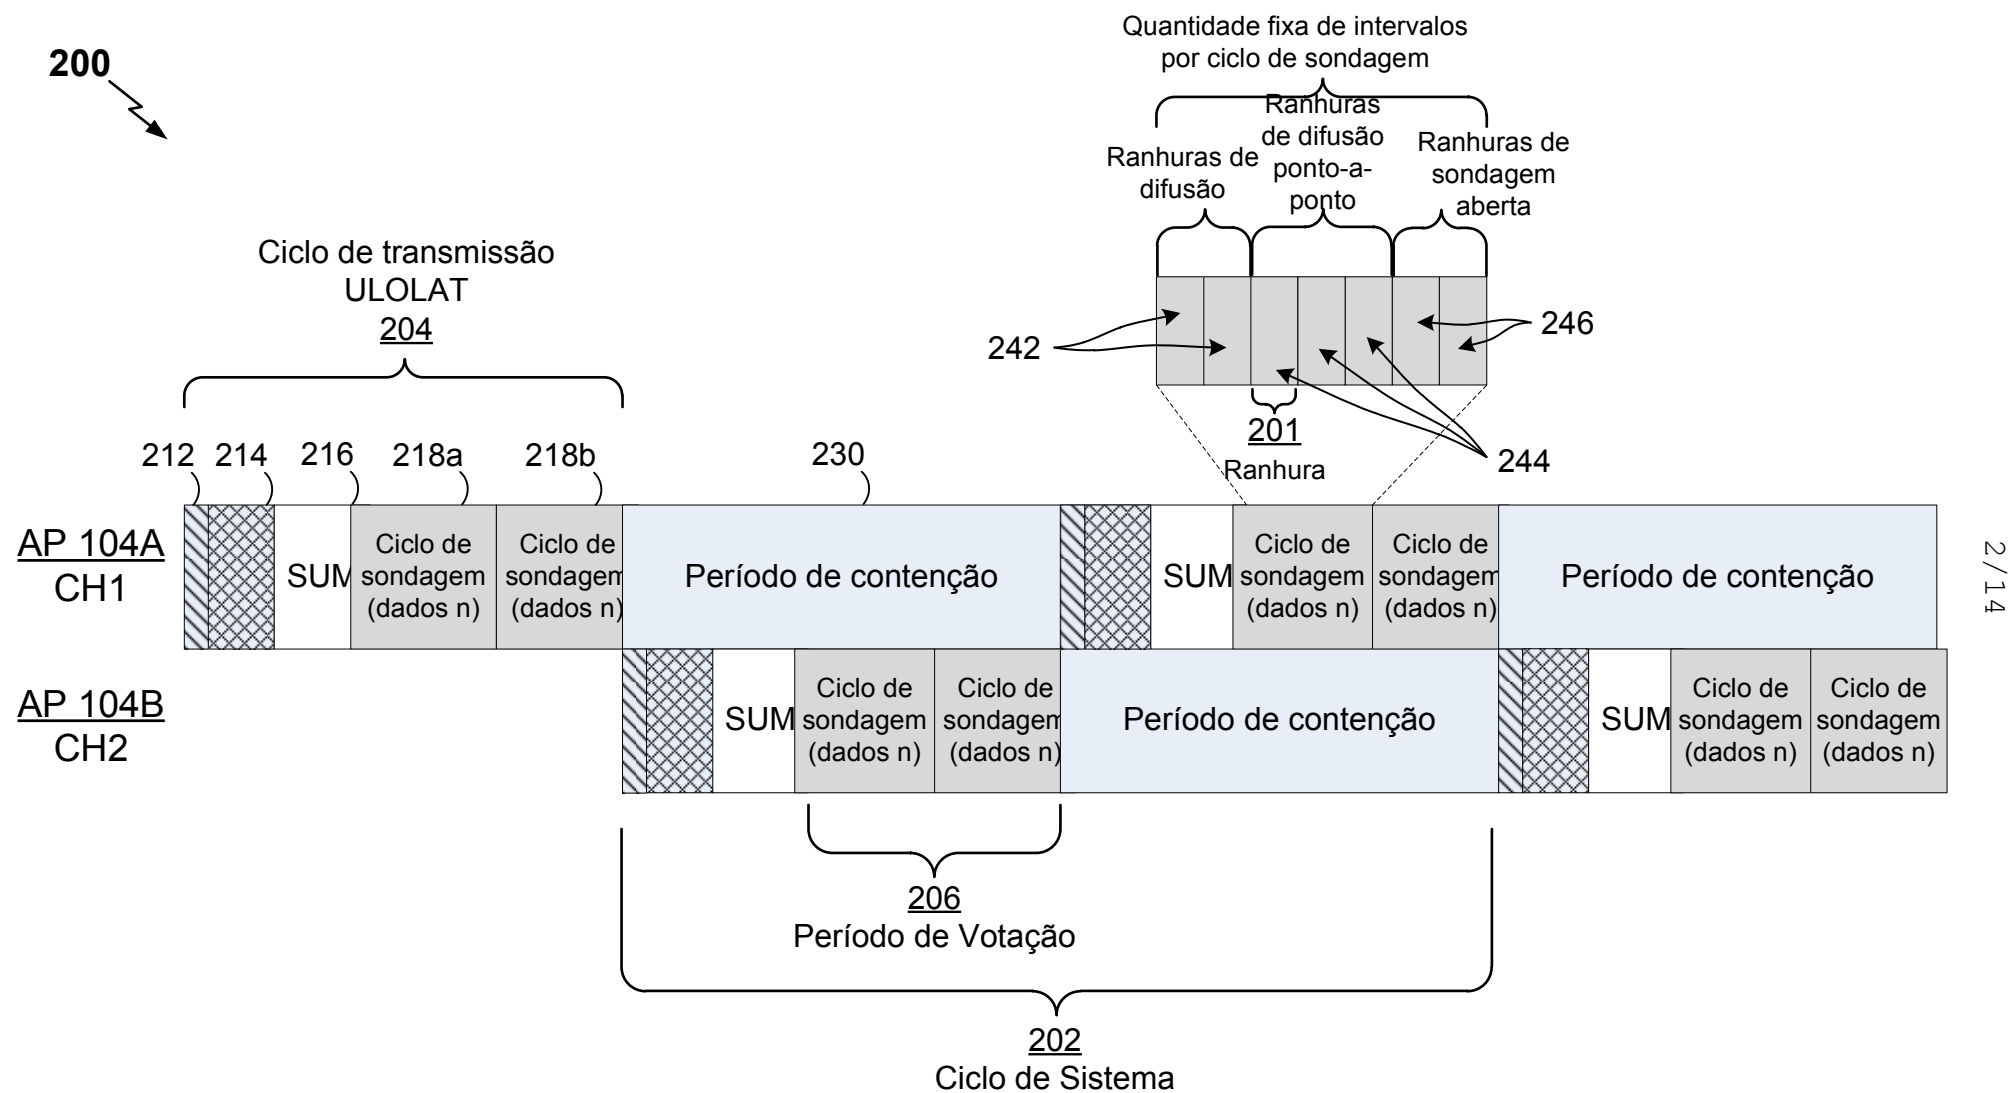 200
Quantidade fixa de intervalos
por ciclo de sondagem
Ranhuras de
difusão
Ranhuras
de difusão
ponto-a-
ponto
Ranhuras de
sondagem
aberta
Ciclo de transmissão
ULOLAT
204
242
246
201
Ranhura
244
212
214
216
218a
218b
230
AP 104A
CH1
SUM
Ciclo de
sondagem
(dados n)
Ciclo de
sondagem
(dados n)
Período de contenção
SUM
Ciclo de
sondagem
(dados n)
Ciclo de
sondagem
(dados n)
Período de contenção
AP 104B
CH2
SUM
Ciclo de
sondagem
(dados n)
Ciclo de
sondagem
(dados n)
Período de contenção
SUM
Ciclo de
sondagem
(dados n)
Ciclo de
sondagem
(dados n)
206
Período de Votação
202
Ciclo de Sistema
2/14